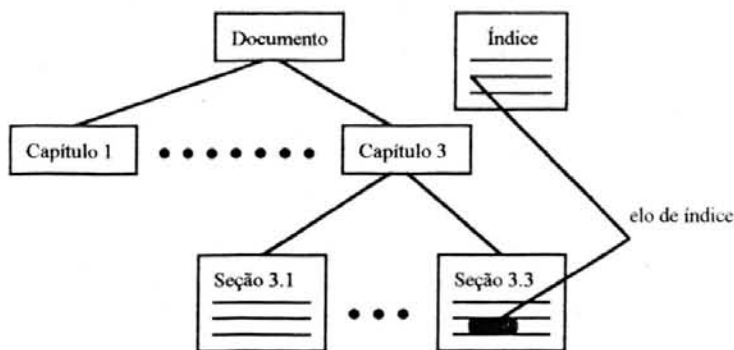 Documento
Índice
Capítulo 1
Capítulo 3
elo de índice
Seção 3.1
Seção 3.3